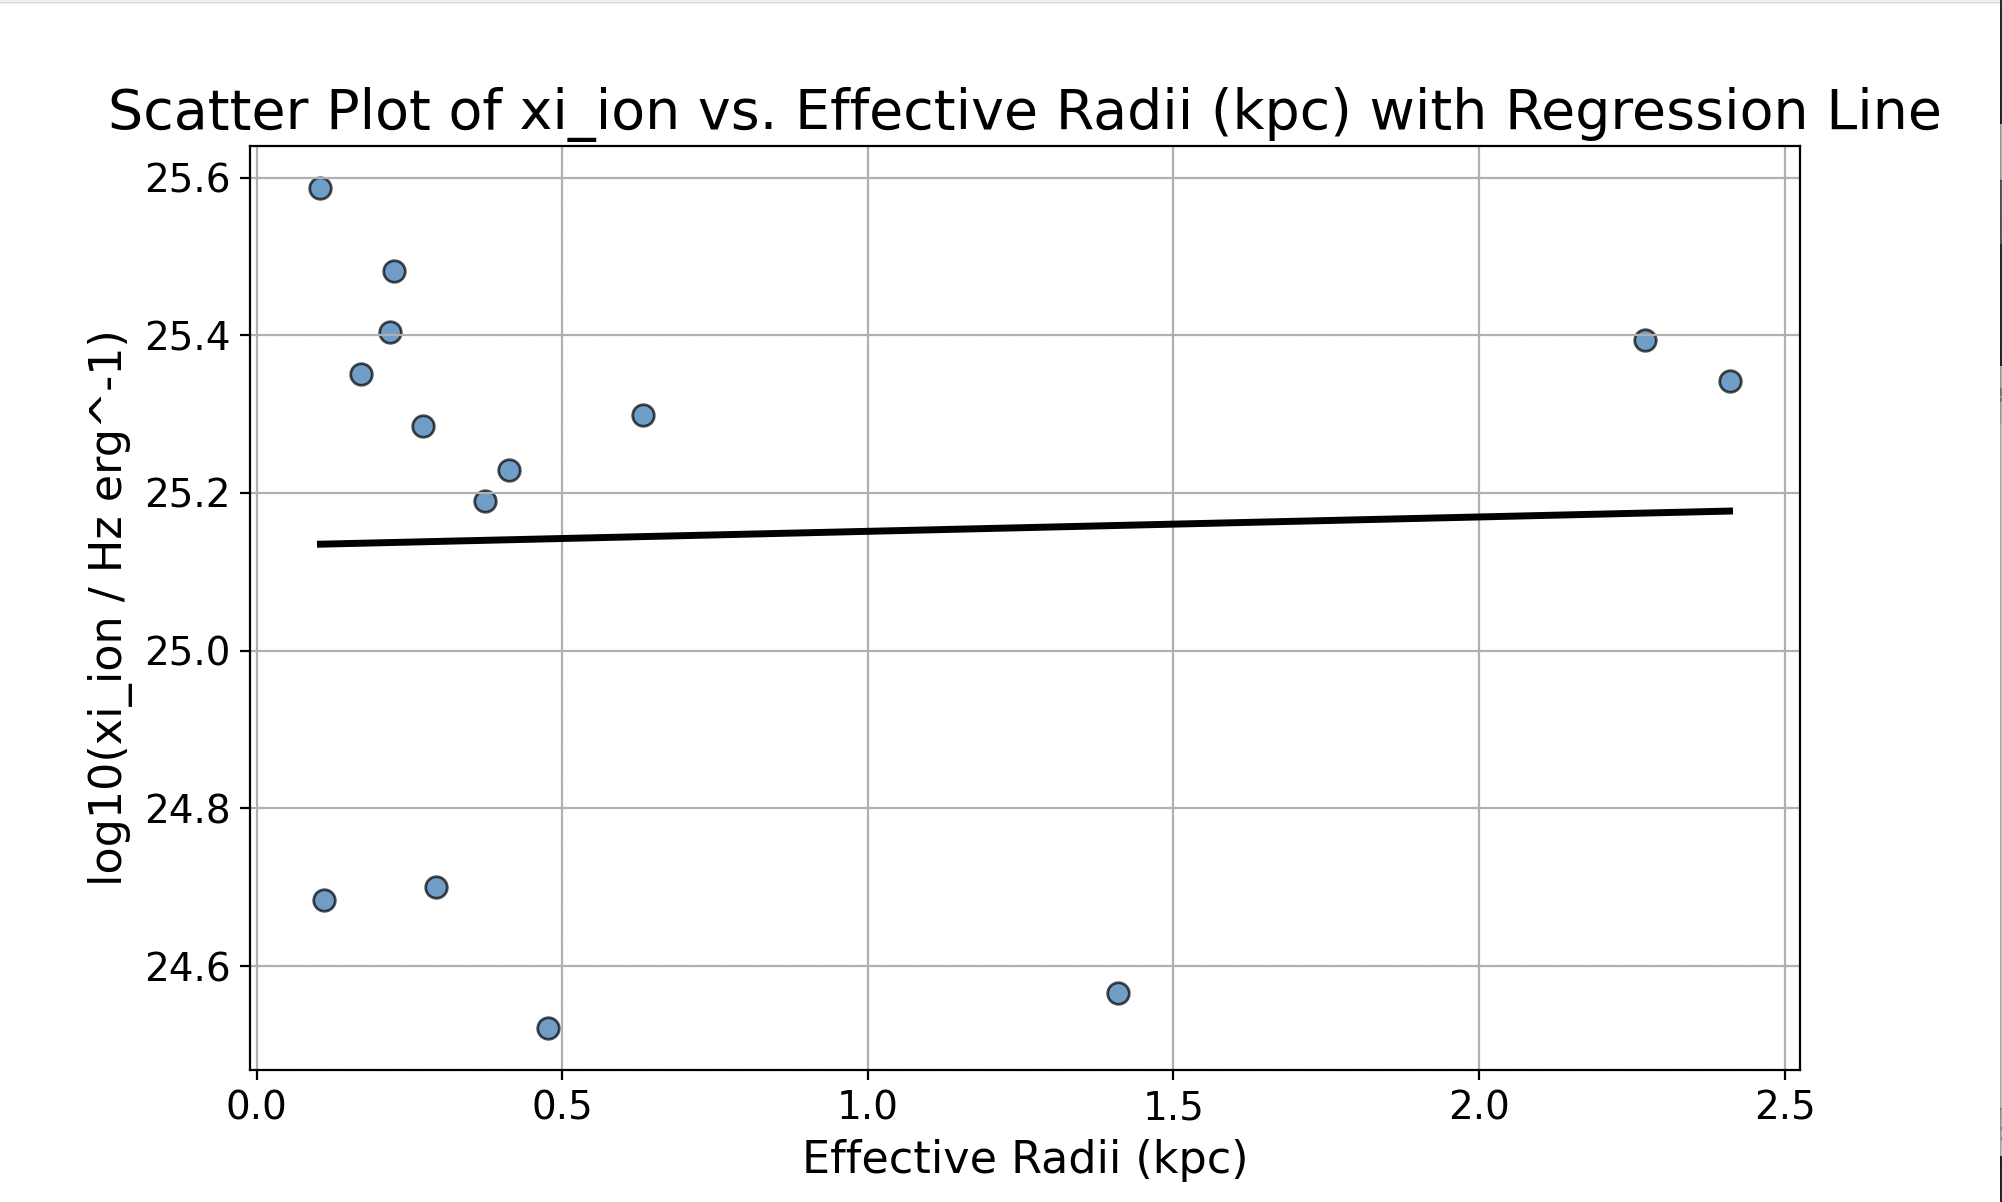 Scatter Plot of xi_ion vs. Effective Radii (kpc) with Regression Line
log10(xi_ion / Hz erg^-1)
25.6
25.4
25.2
25.0
24.8
24.6
0.0 0.5 1.0 1.5 2.0 2.5
Effective Radii (kpc)